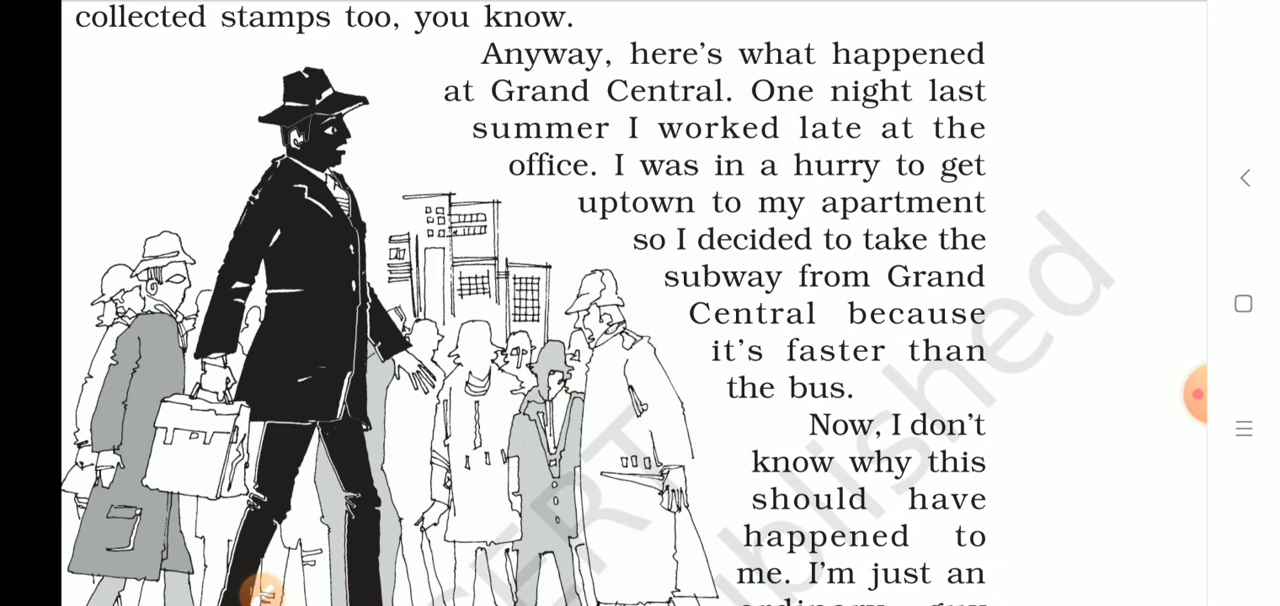 collected stamps too, you know.
Anyway, here's what happened
at Grand Central. One night last
summer I worked late at the
office. I was in a hurry to get
uptown to my apartment
so I decided to take the
subway from Grand
Central because
it's faster than
the bus.
Now, I don't
know why this
should have
happened to
me. I'm just an